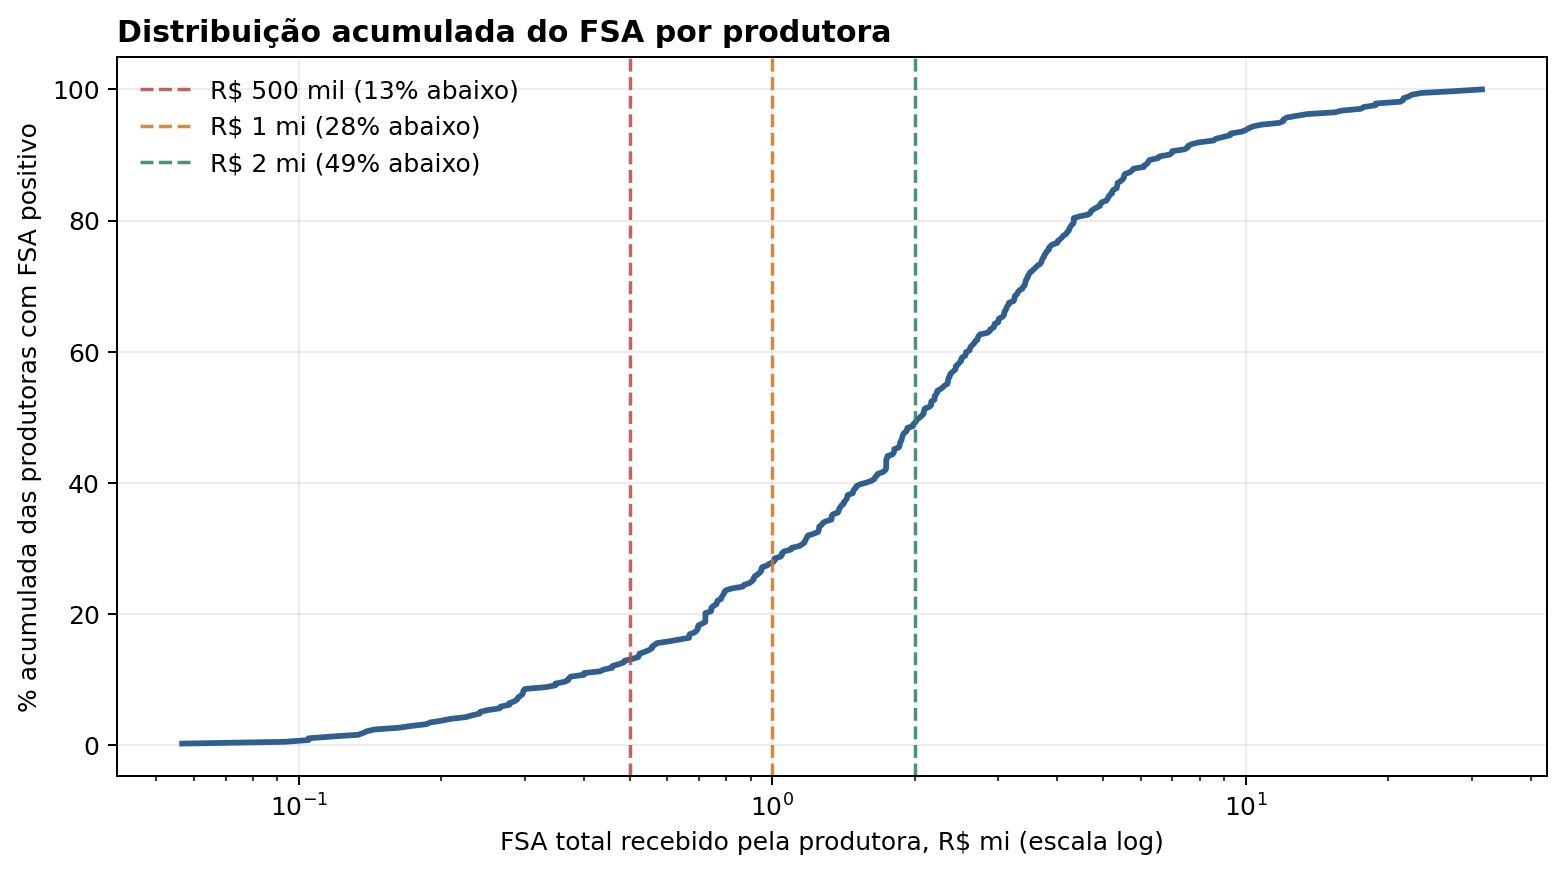 Distribuição acumulada do FSA por produtora
R$ 500 mil (13% abaixo)
R$ 1 mi (28% abaixo)
R$ 2 mi (49% abaixo)
% acumulada das produtoras com FSA positivo
100
80
60
40
20
0
10⁻¹
10⁰
10¹
FSA total recebido pela produtora, R$ mi (escala log)